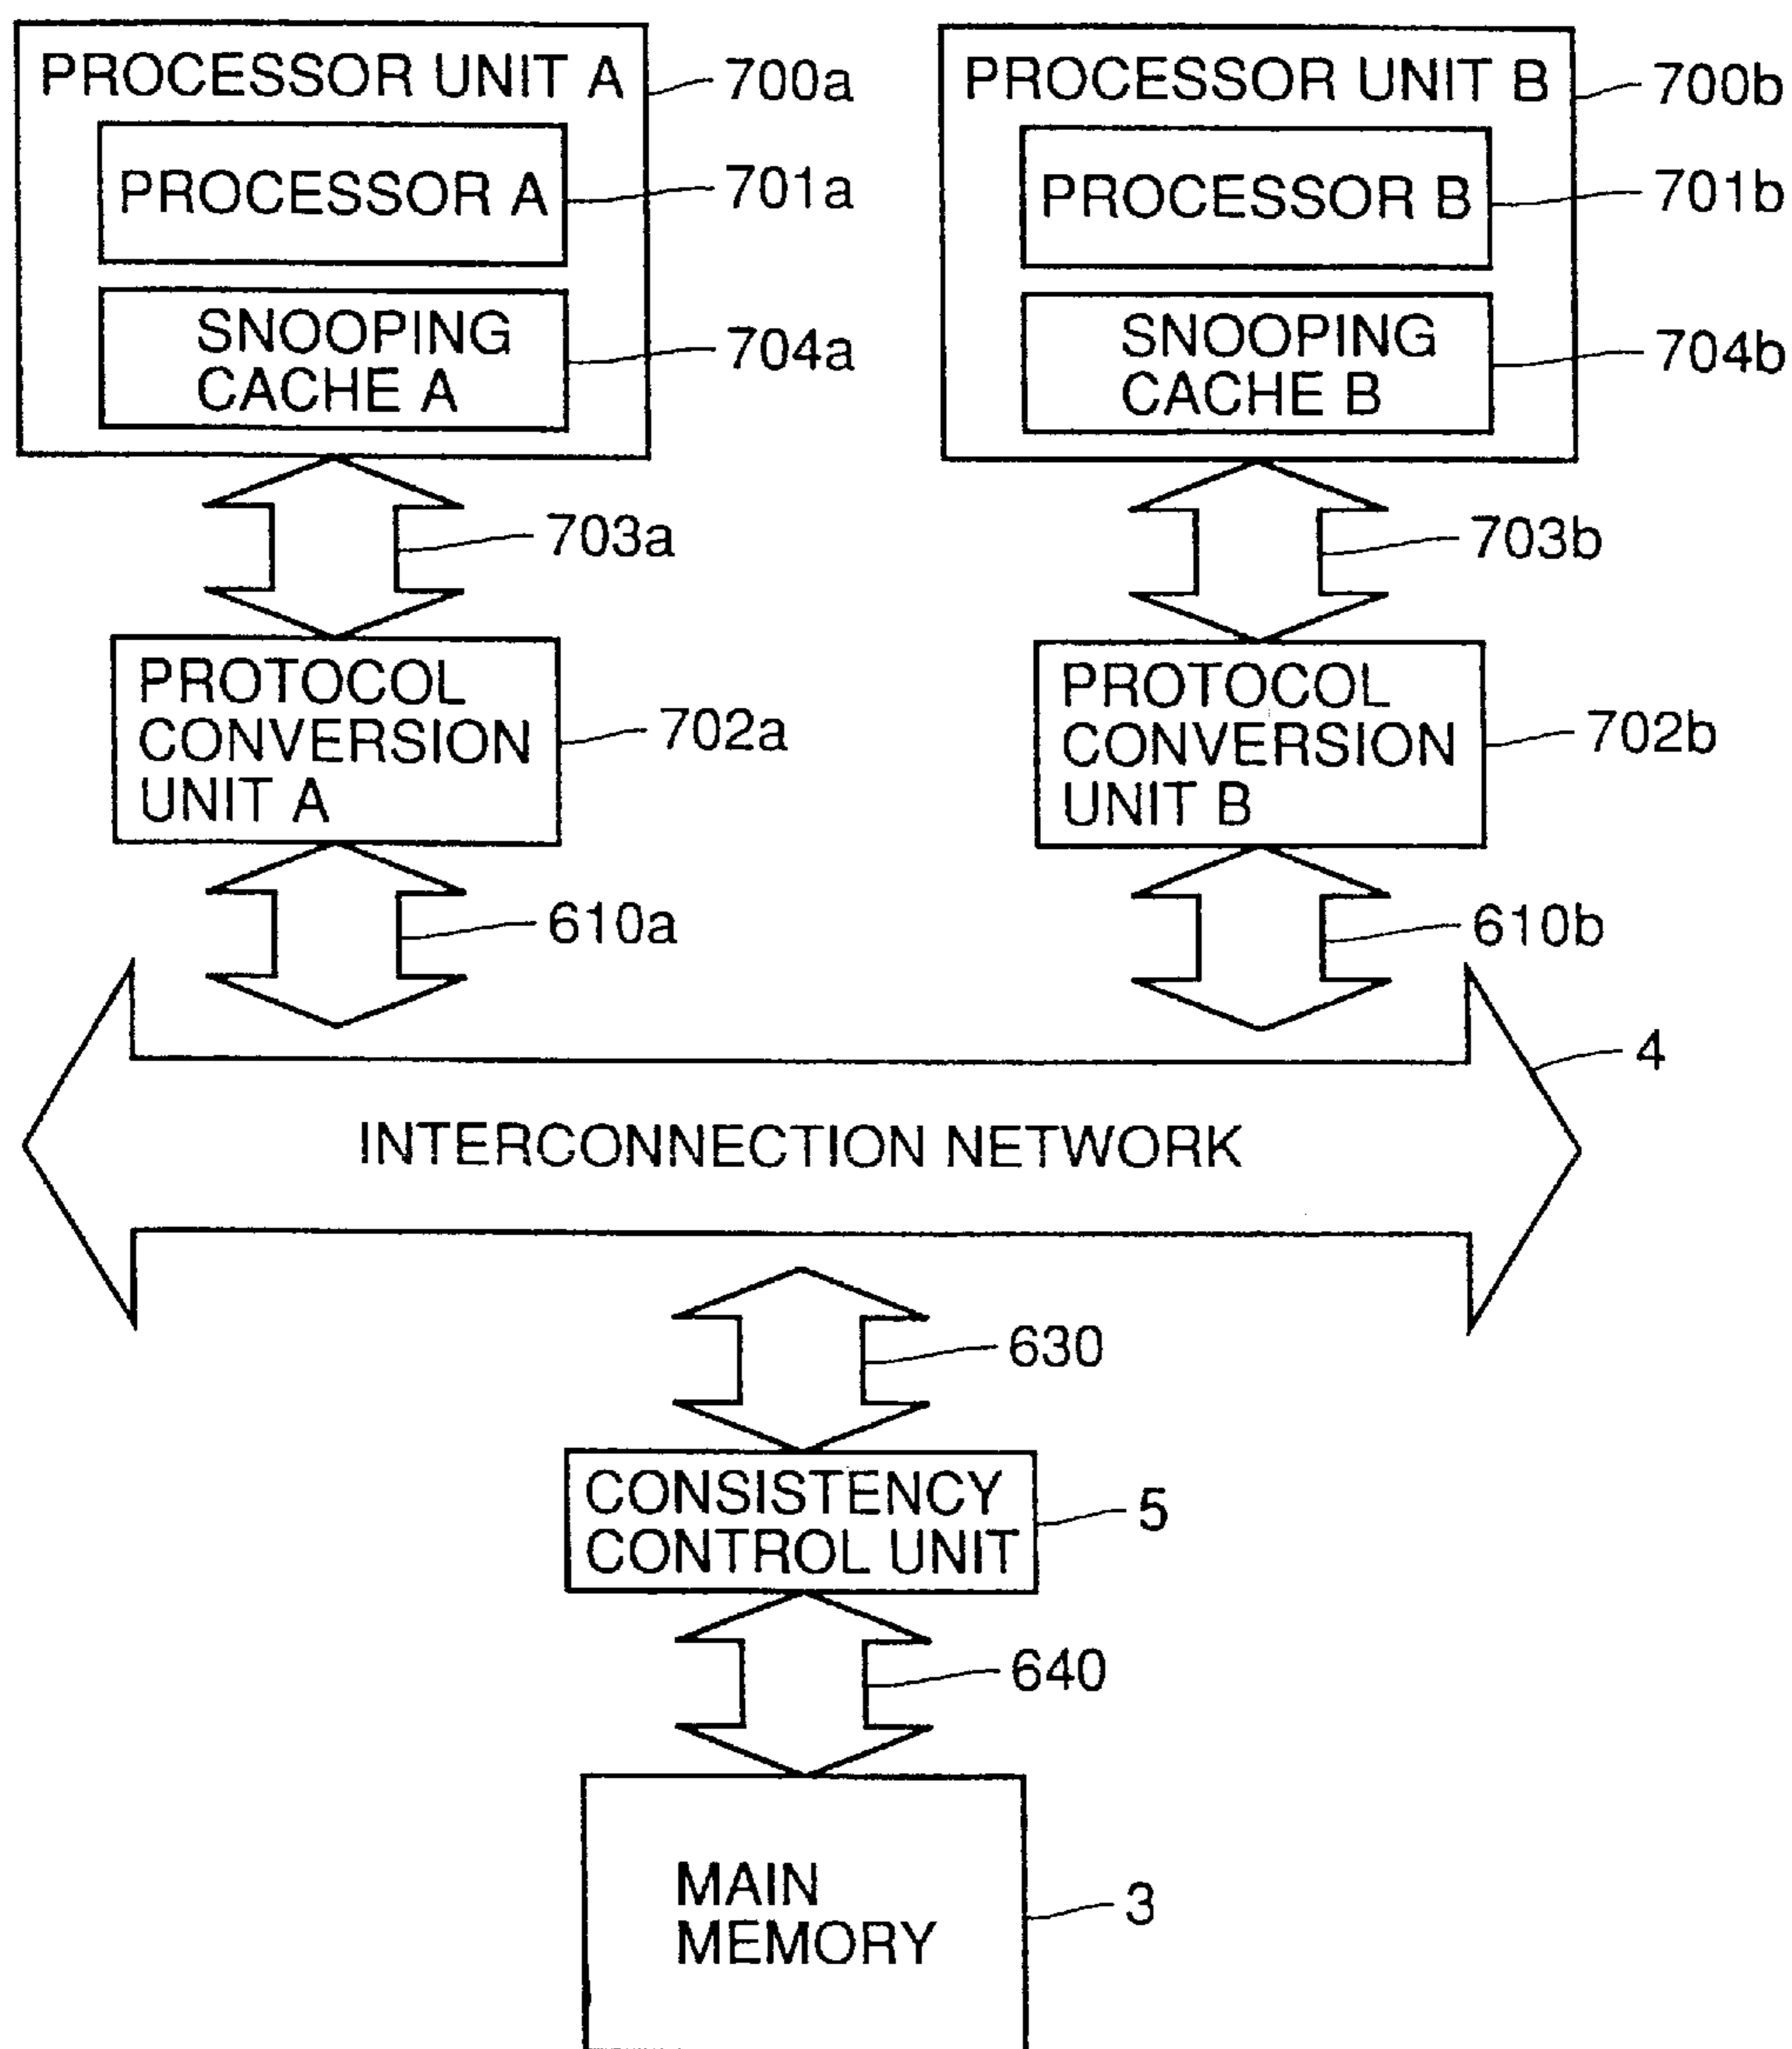 PROCESSOR UNIT A
700a
PROCESSOR A
701a
SNOOPING
CACHE A
704a
PROCESSOR UNIT B
700b
PROCESSOR B
701b
SNOOPING
CACHE B
704b
703a
703b
PROTOCOL
CONVERSION
UNIT A
702a
PROTOCOL
CONVERSION
UNIT B
702b
610a
610b
4
INTERCONNECTION NETWORK
630
CONSISTENCY
CONTROL UNIT
5
640
MAIN
MEMORY
3